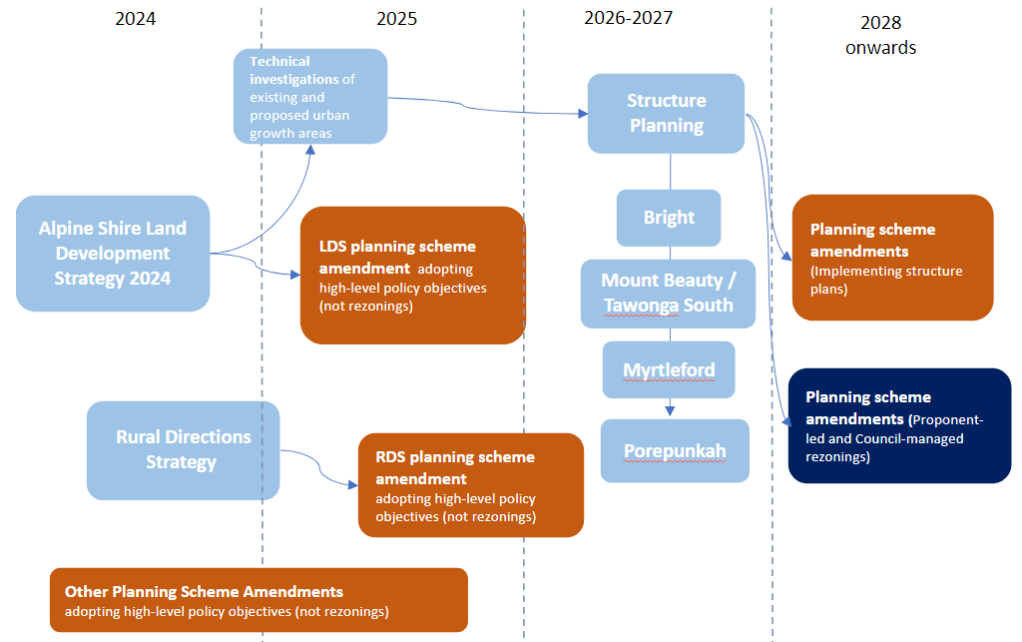 2024
2025
2026-2027
2028
onwards
Technical
investigations of
existing and
proposed urban
growth areas
Structure
Planning
Alpine Shire Land
Development
Strategy 2024
LDS planning scheme
amendment adopting
high-level policy objectives
(not rezonings)
Bright
Mount Beauty /
Tawonga South
Myrtleford
Porepunkah
Planning scheme
amendments
(Implementing structure
plans)
Planning scheme
amendments (Proponent-
led and Council-managed
rezonings)
Rural Directions
Strategy
RDS planning scheme
amendment
adopting high-level policy
objectives (not rezonings)
Other Planning Scheme Amendments
adopting high-level policy objectives (not rezonings)